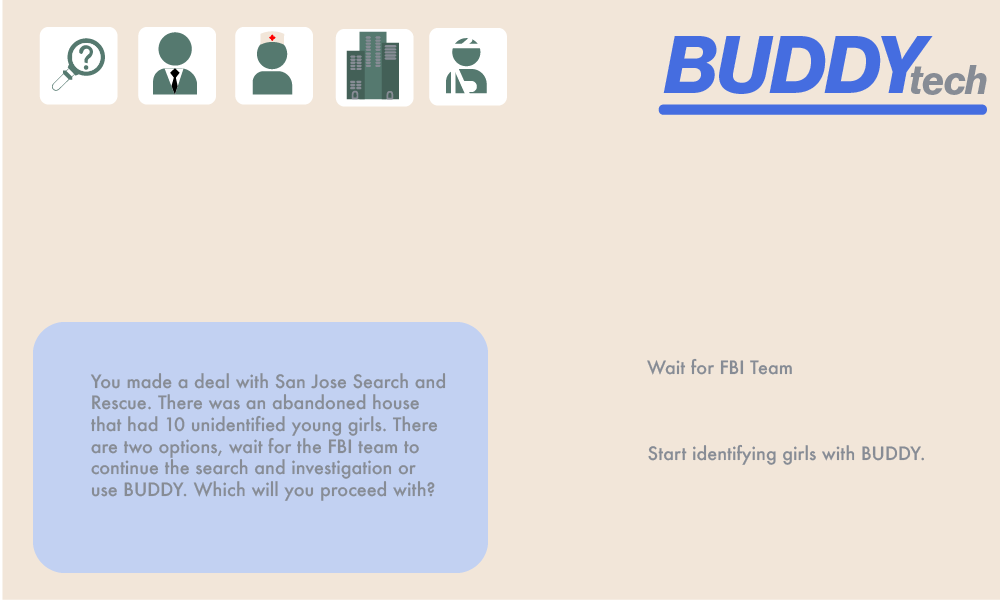 BUDDYtech
You made a deal with San Jose Search and
Rescue. There was an abandoned house
that had 10 unidentified young girls. There
are two options, wait for the FBI team to
continue the search and investigation or
use BUDDY. Which will you proceed with?
Wait for FBI Team
Start identifying girls with BUDDY.